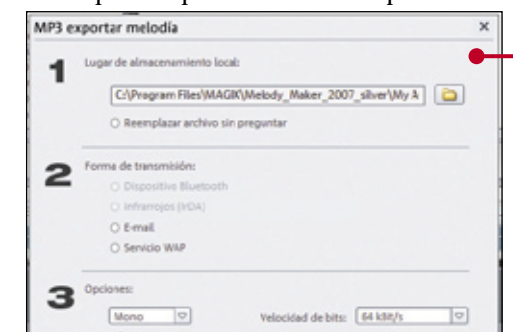 MP3 exportar melodía
1 Lugar de almacenamiento local:
C:\Program Files\MAGIX\Melody_Maker_2007_silver\My
Reemplazar archivo sin preguntar
2 Forma de transmisión:
Dispositivo Bluetooth
Infrarrojos (IrDA)
E-mail
Servicio WAP
3 Opciones:
Mono Velocidad de bits: 64 kBit/s